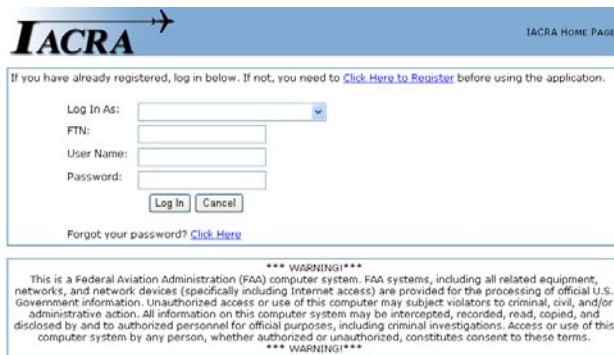 IACRA
IACRA HOME PAGE
If you have already registered, log in below. If not, you need to Click Here to Register before using the application.
Log In As:
FTN:
User Name:
Password:
Log In Cancel
Forgot your password? Click Here
*** WARNING!***
This is a Federal Aviation Administration (FAA) computer system. FAA systems, including all related equipment,
networks, and network devices (specifically including Internet access) are provided for the processing of official U.S.
Government information. Unauthorized access or use of this computer may subject violators to criminal, civil, and/or
administrative action. All information on this computer system may be intercepted, recorded, read, copied, and
disclosed by and to authorized personnel for official purposes, including criminal investigations. Access or use of this
computer system by any person, whether authorized or unauthorized, constitutes consent to these terms.
*** WARNING!***